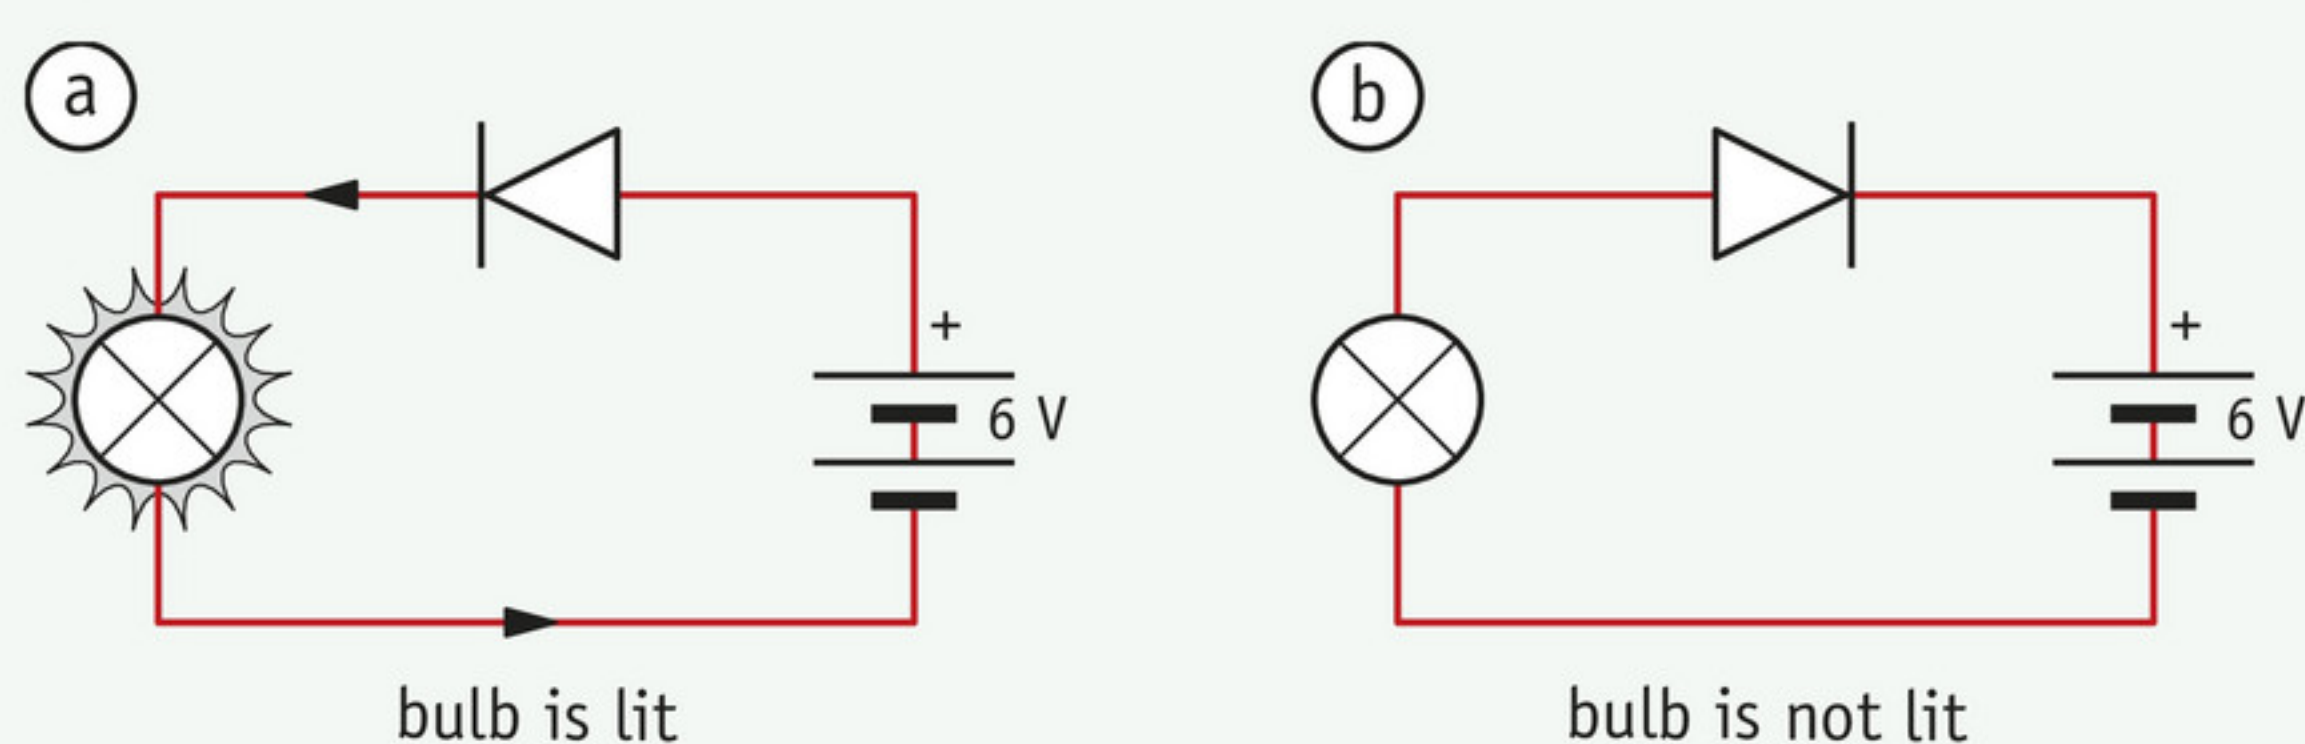 a
b
+
6 V
+
6 V
bulb is lit
bulb is not lit